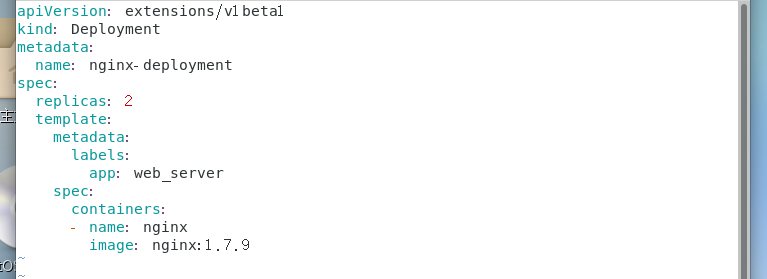 apiVersion: extensions/v1beta1
kind: Deployment
metadata:
  name: nginx-deployment
spec:
  replicas: 2
  template:
    metadata:
      labels:
        app: web_server
    spec:
      containers:
      - name: nginx
        image: nginx:1.7.9
~
~